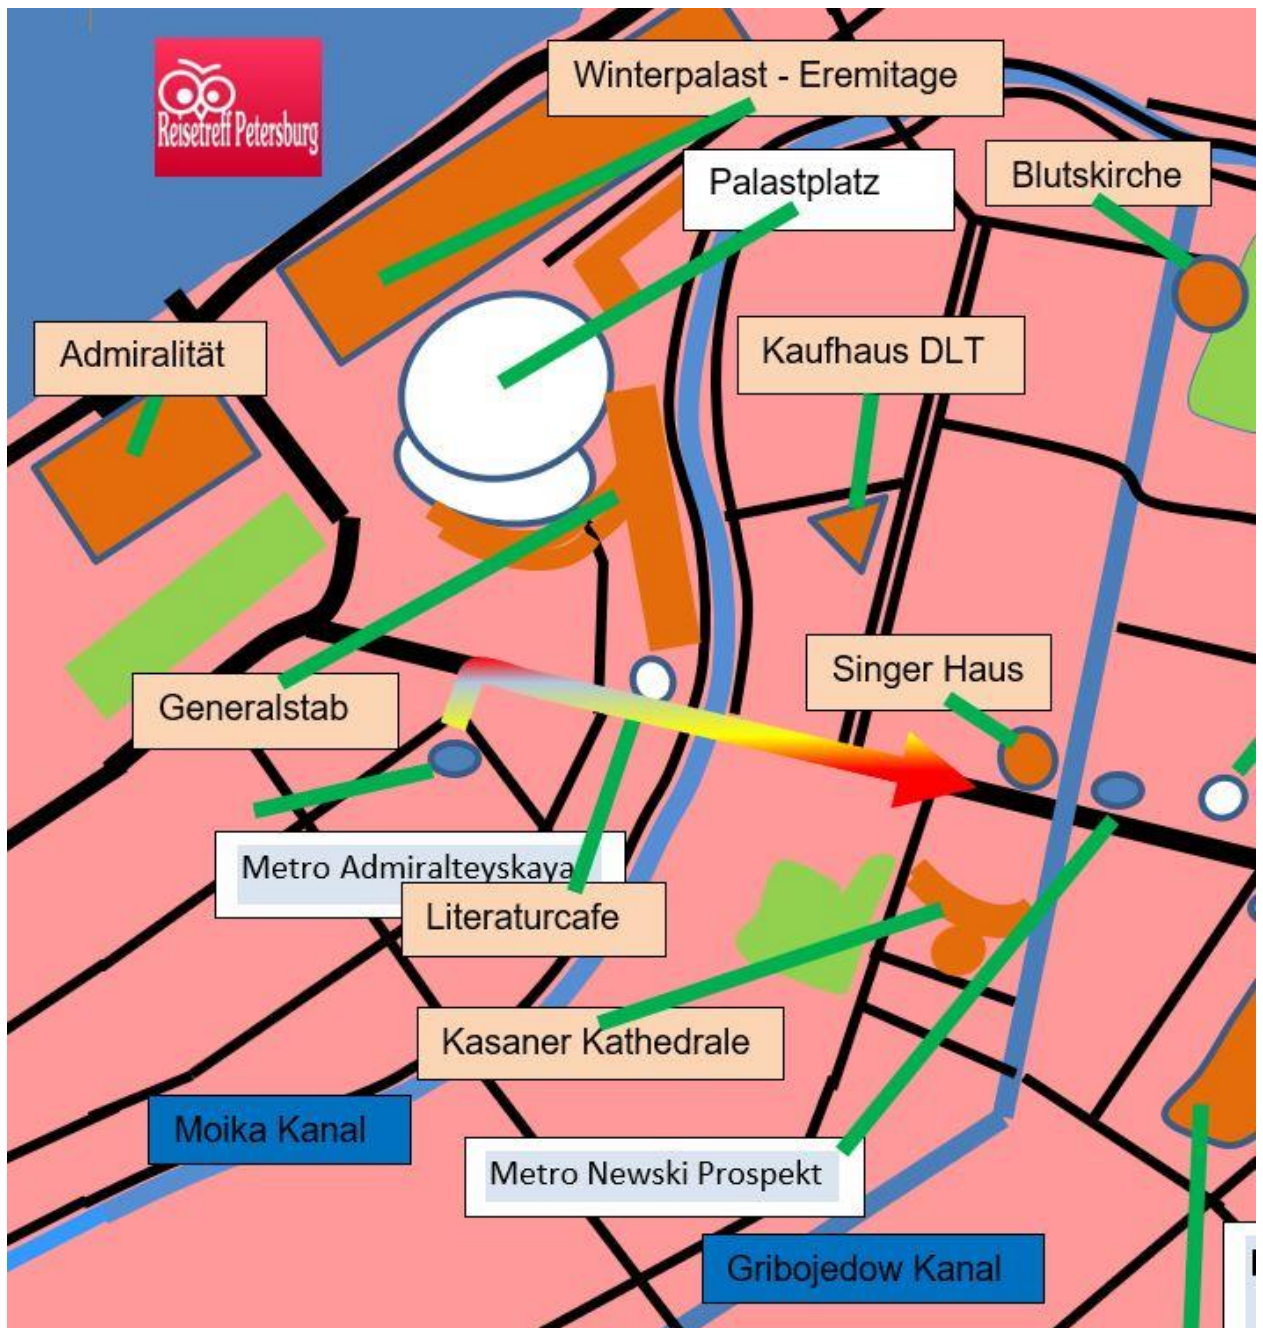 Winterpalast - Eremitage
Reisetreff Petersburg
Palastplatz
Blutskirche
Admiralität
Kaufhaus DLT
Singer Haus
Generalstab
Metro Admiralteyskaya
Literaturcafe
Kasaner Kathedrale
Moika Kanal
Metro Newski Prospekt
Gribojedow Kanal